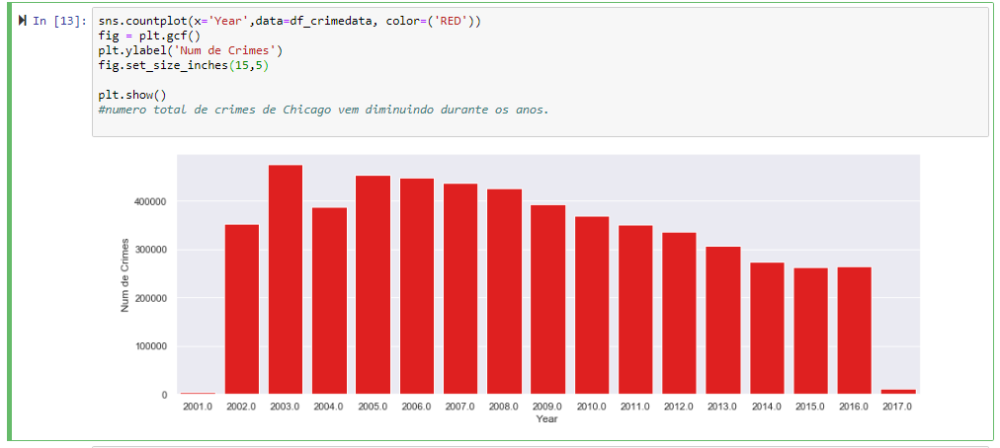 In [13]:
sns.countplot(x='Year',data=df_crimedata, color=('RED'))
fig = plt.gcf()
plt.ylabel('Num de Crimes')
fig.set_size_inches(15,5)
plt.show()
#numero total de crimes de Chicago vem diminuindo durante os anos.
400000
300000
200000
100000
0
Num de Crimes
2001.0 2002.0 2003.0 2004.0 2005.0 2006.0 2007.0 2008.0 2009.0 2010.0 2011.0 2012.0 2013.0 2014.0 2015.0 2016.0 2017.0
Year